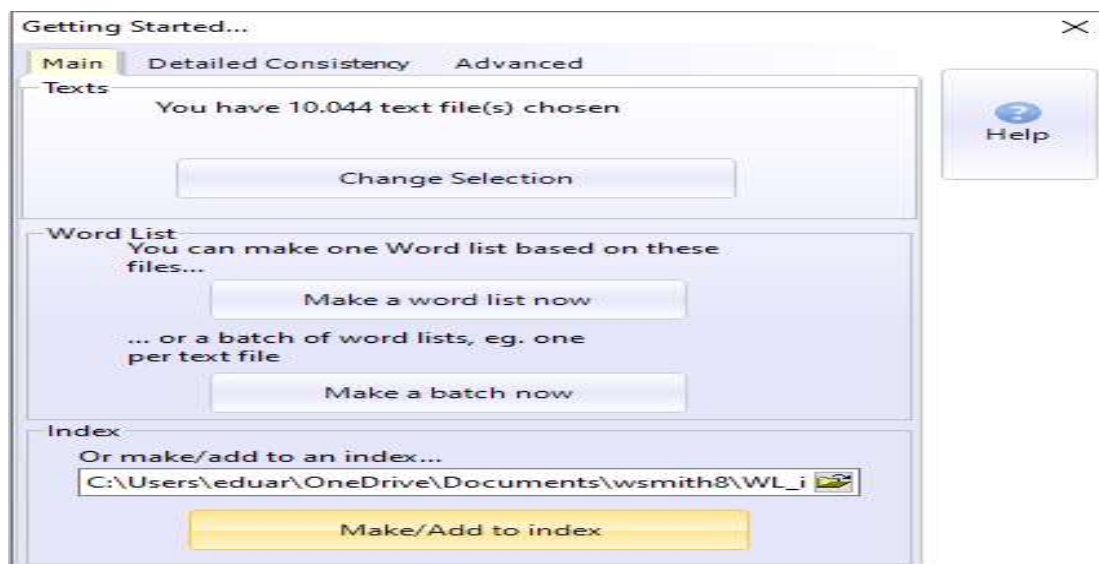 Getting Started...
Main Detailed Consistency Advanced
Texts
You have 10.044 text file(s) chosen
Help
Change Selection
Word List
You can make one Word list based on these
files...
Make a word list now
... or a batch of word lists, eg. one
per text file
Make a batch now
Index
Or make/add to an index...
C:\Users\eduar\OneDrive\Documents\wsmith8\WL_i
Make/Add to index